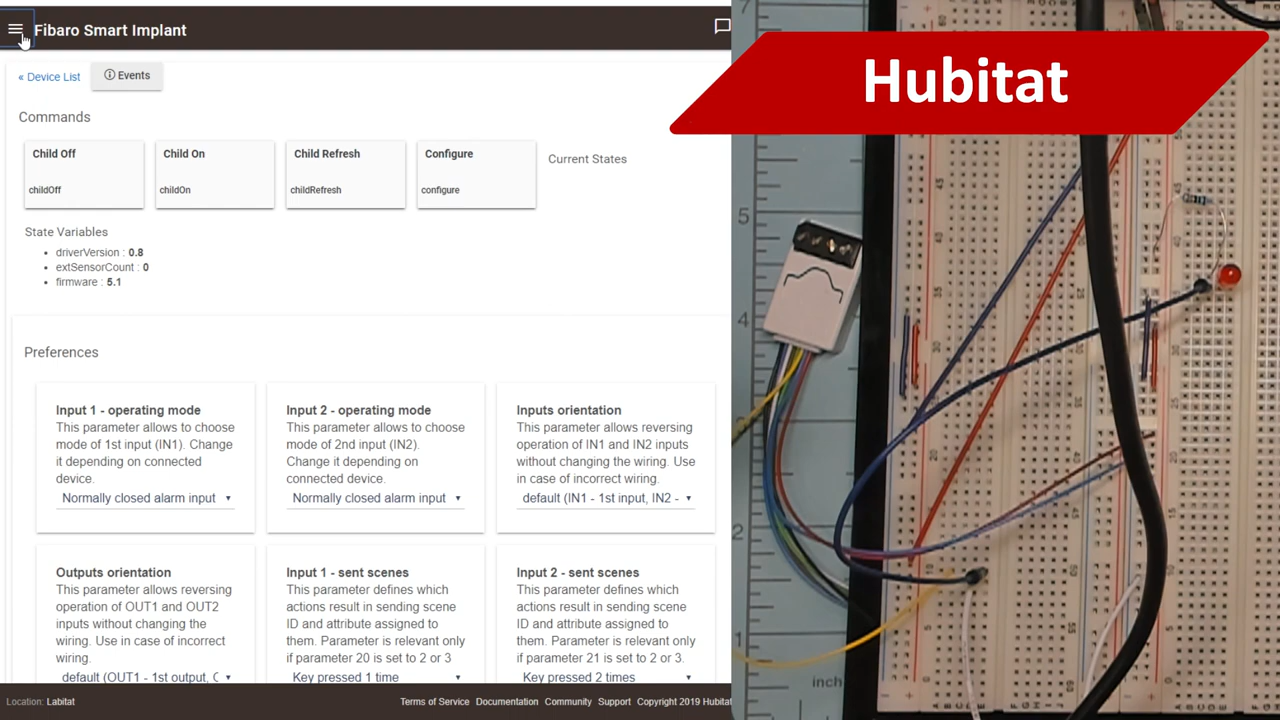 Fibaro Smart Implant
Hubitat
« Device List
Events
Commands
Child Off
childOff
Child On
childOn
Child Refresh
childRefresh
Configure
configure
Current States
State Variables
driverVersion : 0.8
extSensorCount : 0
firmware : 5.1
Preferences
Input 1 - operating mode
This parameter allows to choose
mode of 1st input (IN1). Change
it depending on connected
device.
Normally closed alarm input
Input 2 - operating mode
This parameter allows to choose
mode of 2nd input (IN2).
Change it depending on
connected device.
Normally closed alarm input
Inputs orientation
This parameter allows reversing
operation of IN1 and IN2 inputs
without changing the wiring. Use
in case of incorrect wiring.
default (IN1 - 1st input, IN2 -
Outputs orientation
This parameter allows reversing
operation of OUT1 and OUT2
inputs without changing the
wiring. Use in case of incorrect
wiring.
default (OUT1 - 1st output, C
Input 1 - sent scenes
This parameter defines which
actions result in sending scene
ID and attribute assigned to
them. Parameter is relevant only
if parameter 20 is set to 2 or 3
Key pressed 1 time
Input 2 - sent scenes
This parameter defines which
actions result in sending scene
ID and attribute assigned to
them. Parameter is relevant only
if parameter 21 is set to 2 or 3.
Key pressed 2 times
Location: Labitat
Terms of Service Documentation Community Support Copyright 2019 Hubitat
7
5
4
2
1
inch